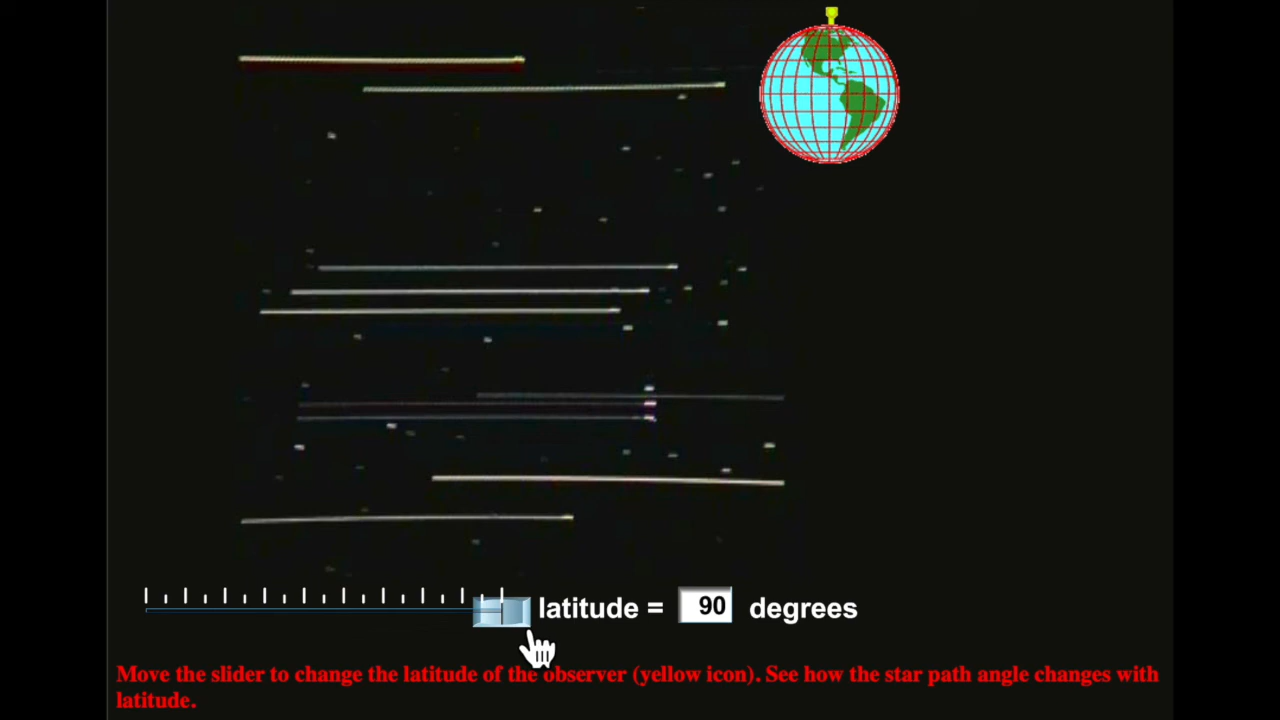 latitude = 90 degrees
Move the slider to change the latitude of the observer (yellow icon). See how the star path angle changes with
latitude.